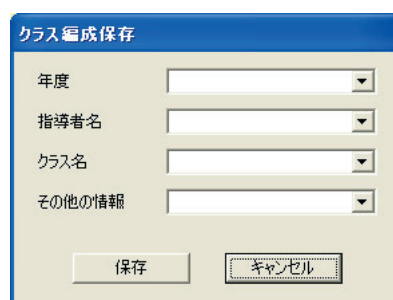 クラス編成保存
年度
指導者名
クラス名
その他の情報
保存
キャンセル